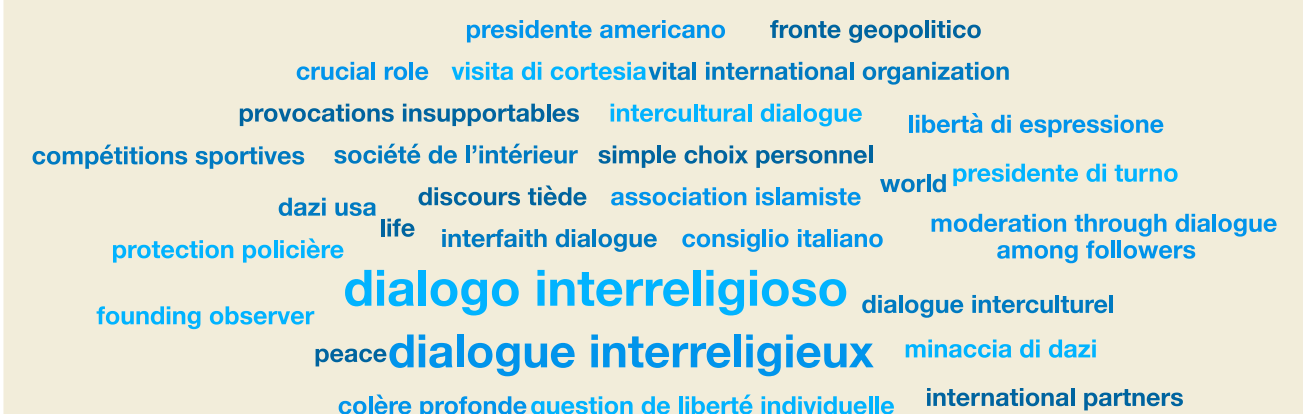 presidente americano fronte geopolitico
crucial role visita di cortesia vital international organization
provocations insupportables intercultural dialogue libertà di espressione
compétitions sportives société de l'intérieur simple choix personnel
world presidente di turno
dazi usa discours tiède association islamiste
life interfaith dialogue consiglio italiano moderation through dialogue
among followers
protection policière
dialogo interreligioso
founding observer dialogue interculturel
peace dialogue interreligieux minaccia di dazi
colère profonde question de liberté individuelle international partners